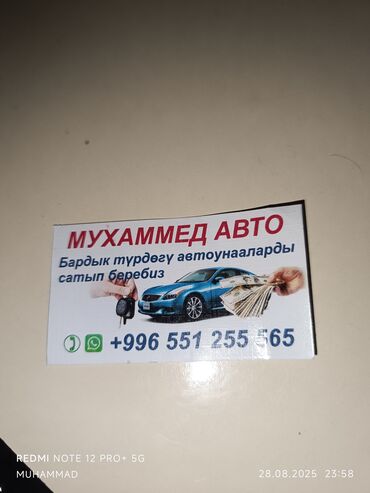 МУХАММЕД АВТО
Бардык түрдөгү автоунааларды
сатып беребиз
+996 551 255 565
REDMI NOTE 12 PRO+ 5G
MUHAMMAD
28.08.2025 23:58